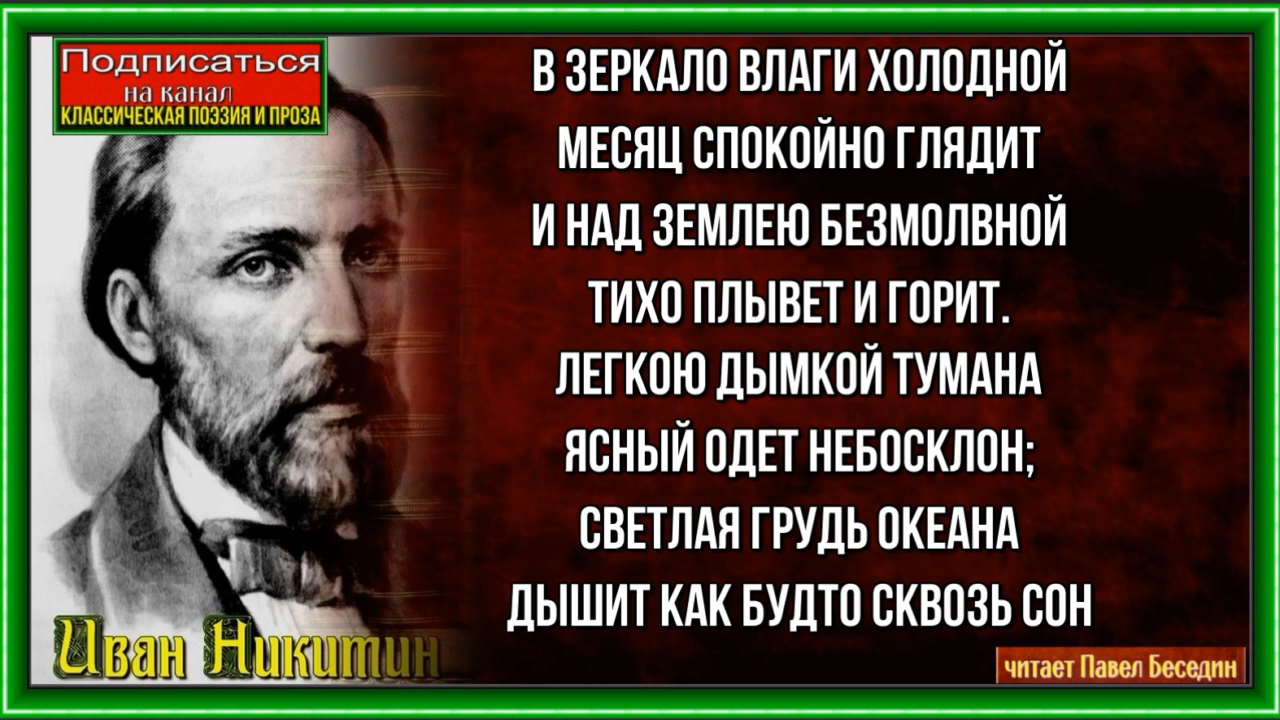 Подписаться
на канал
КЛАССИЧЕСКАЯ ПОЭЗИЯ И ПРОЗА
В ЗЕРКАЛО ВЛАГИ ХОЛОДНОЙ
МЕСЯЦ СПОКОЙНО ГЛЯДИТ
И НАД ЗЕМЛЕЮ БЕЗМОЛВНОЙ
ТИХО ПЛЫВЕТ И ГОРИТ.
ЛЕГКОЮ ДЫМКОЙ ТУМАНА
ЯСНЫЙ ОДЕТ НЕБОСКЛОН;
СВЕТЛАЯ ГРУДЬ ОКЕАНА
ДЫШИТ КАК БУДТО СКВОЗЬ СОН
Иван Никитин
читает Павел Беседин